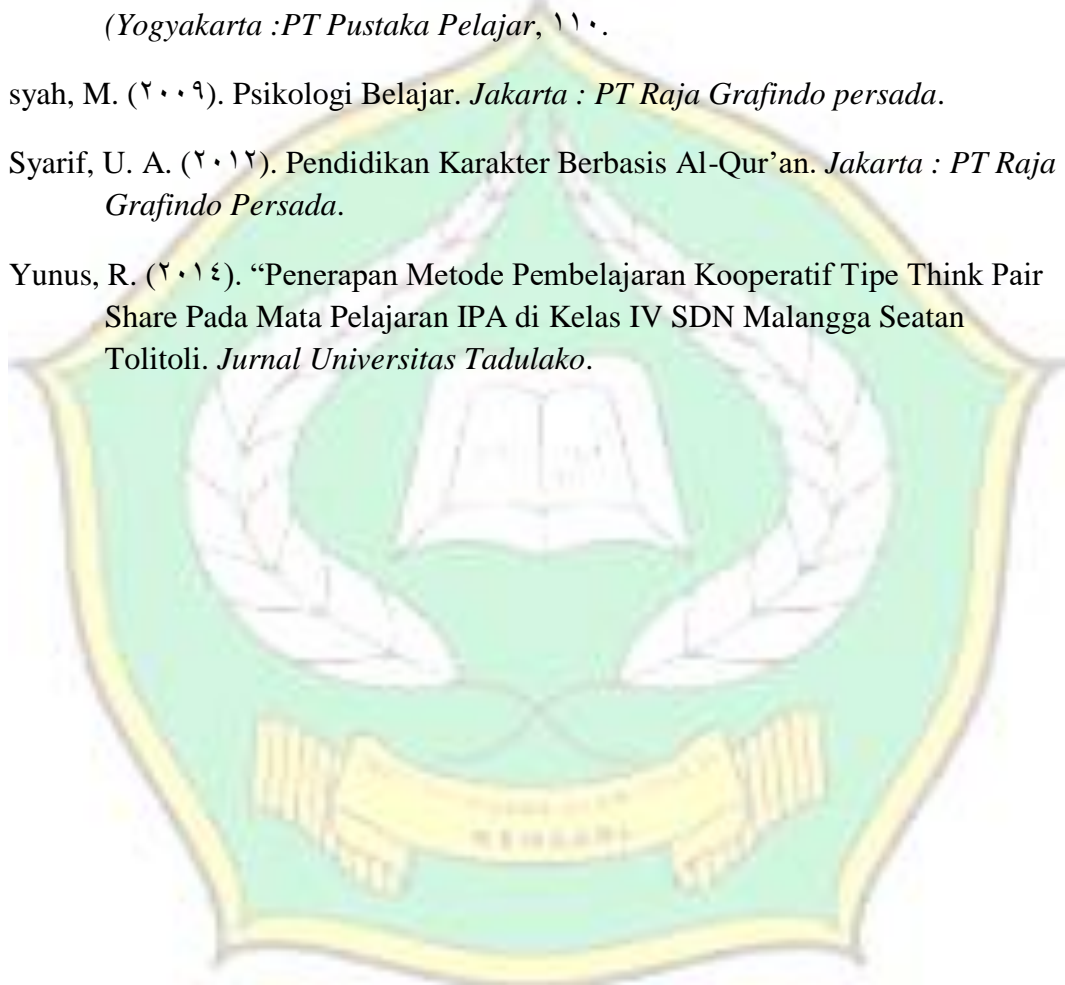 (Yogyakarta :PT Pustaka Pelajar, ١١٠.
syah, M. (٢٠٠٩). Psikologi Belajar. Jakarta : PT Raja Grafindo persada.
Syarif, U. A. (٢٠١٢). Pendidikan Karakter Berbasis Al-Qur’an. Jakarta : PT Raja
Grafindo Persada.
Yunus, R. (٢٠١٤). “Penerapan Metode Pembelajaran Kooperatif Tipe Think Pair
Share Pada Mata Pelajaran IPA di Kelas IV SDN Malangga Seatan
Tolitoli. Jurnal Universitas Tadulako.